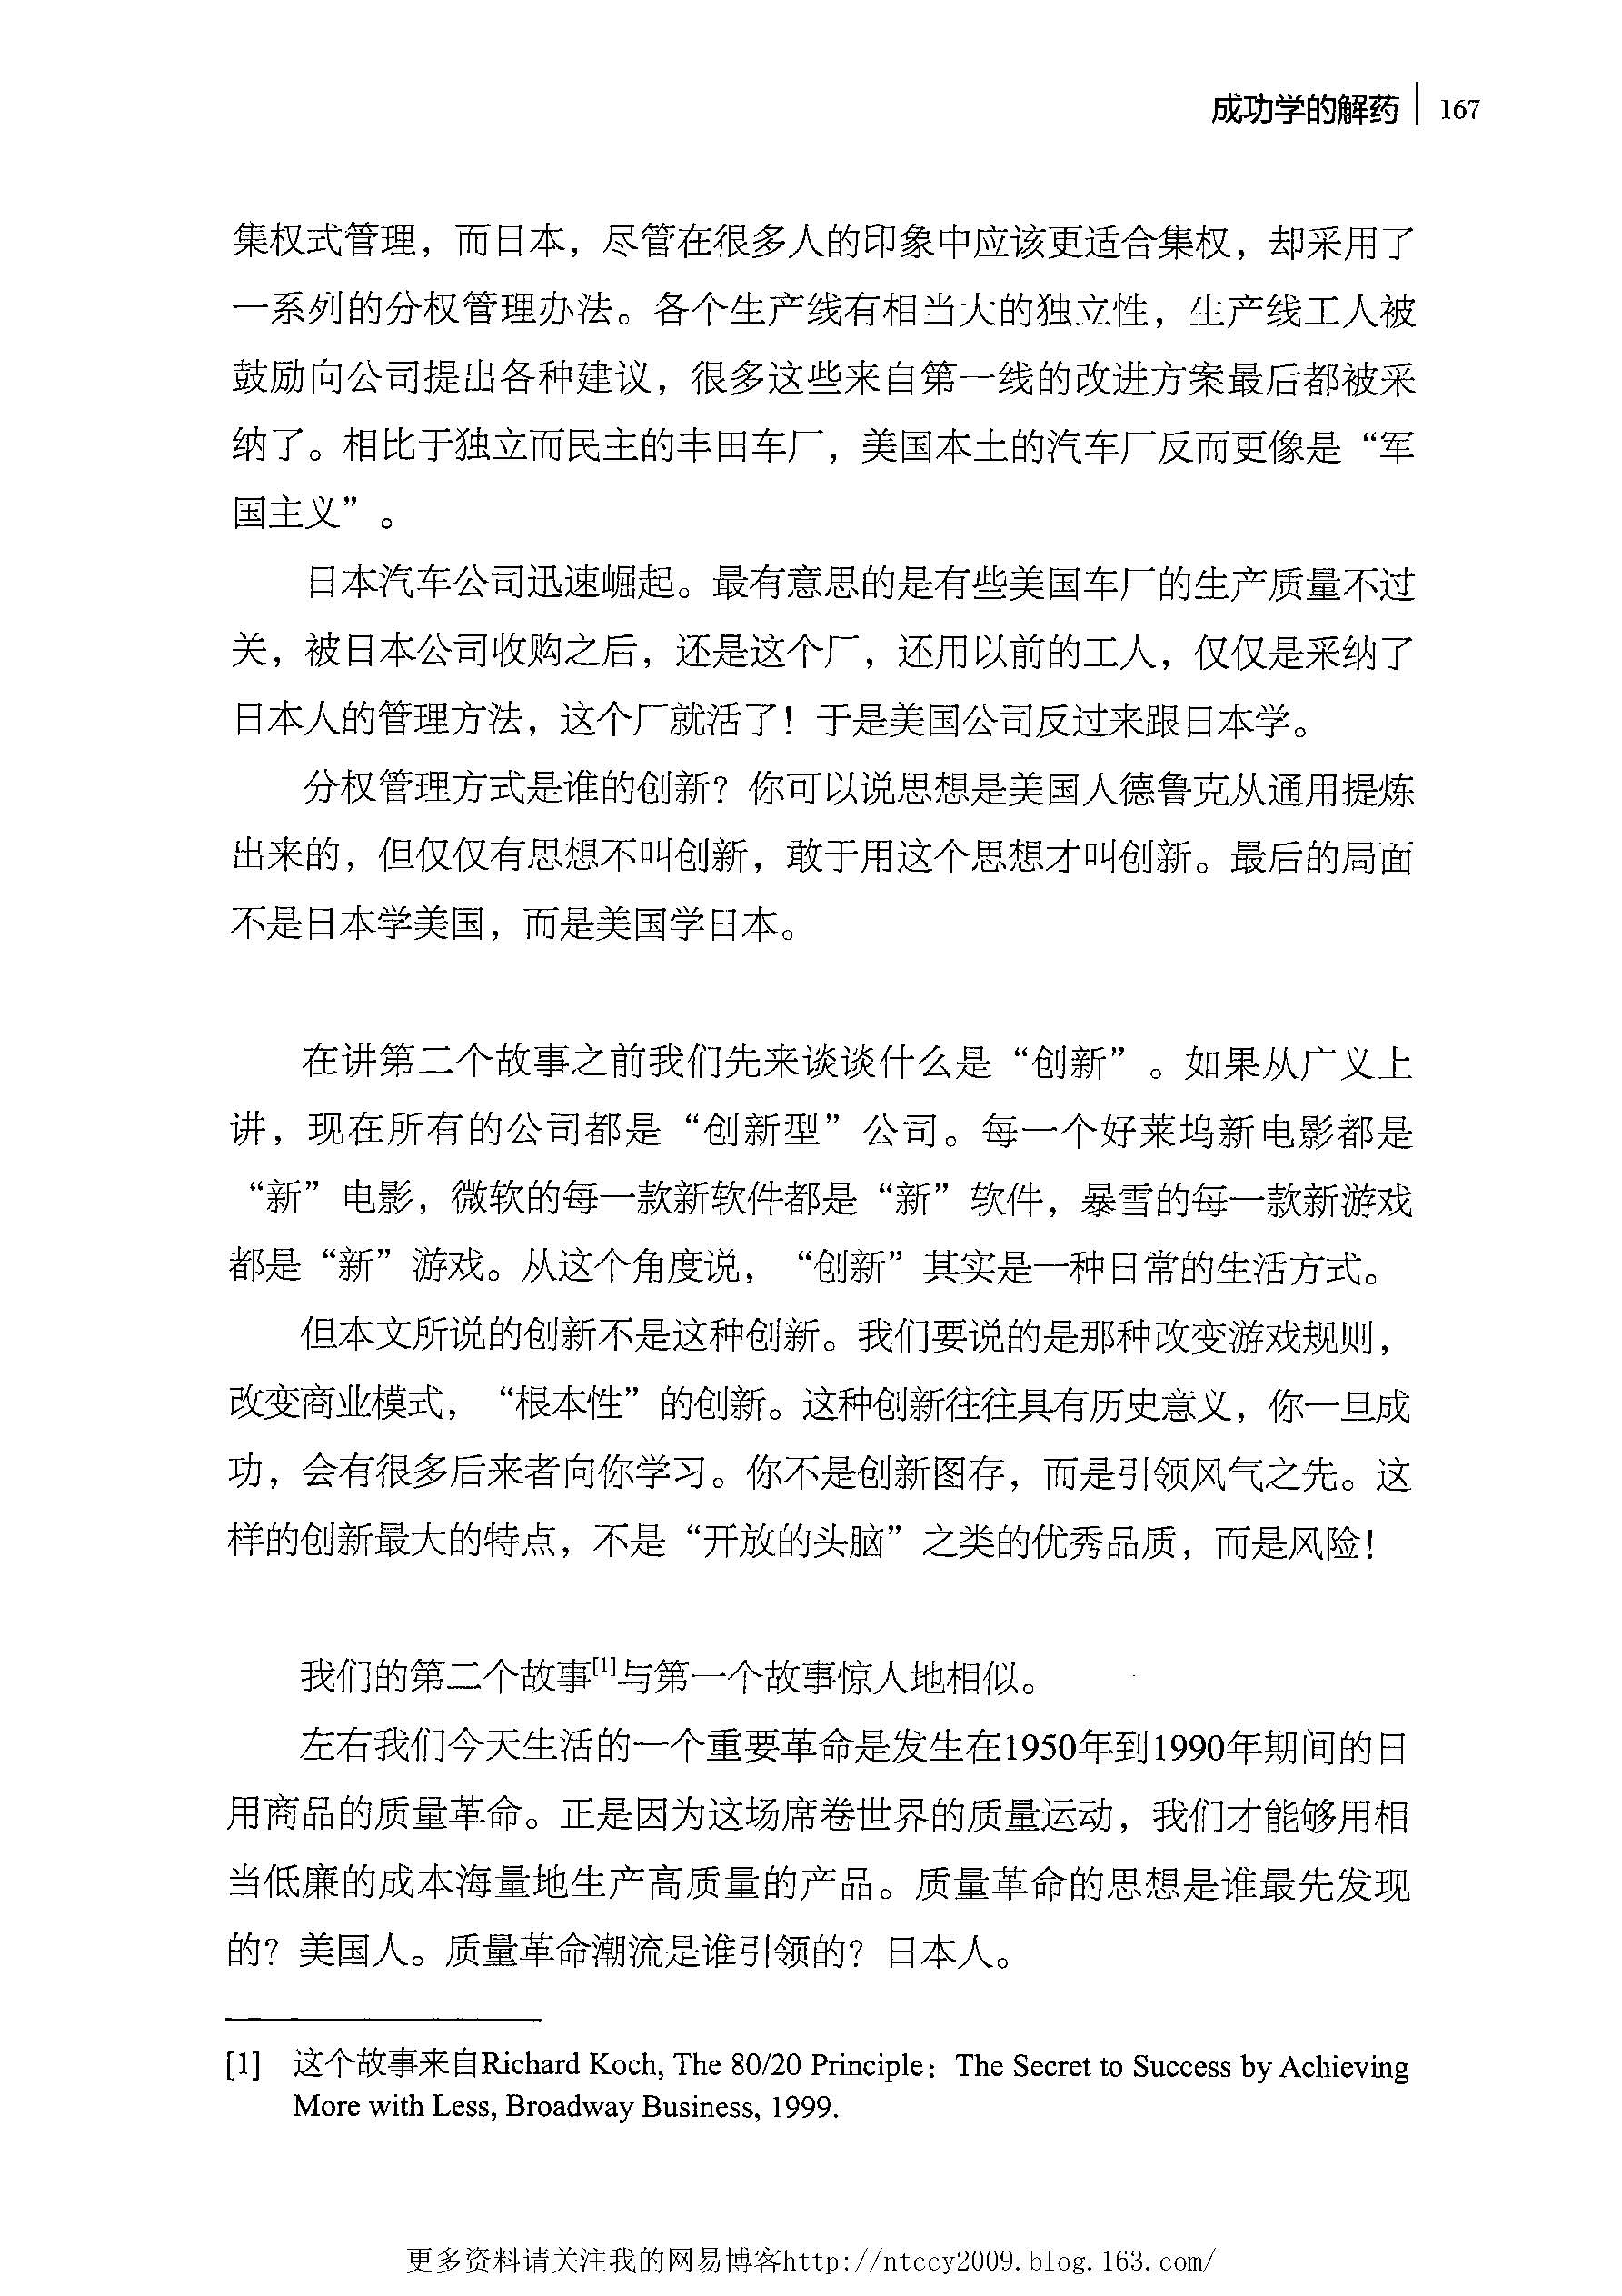 成功学的解药 | 167
集权式管理，而日本，尽管在很多人的印象中应该更适合集权，却采用了
一系列的分权管理办法。各个生产线有相当大的独立性，生产线工人被
鼓励向公司提出各种建议，很多这些来自第一线的改进方案最后都被采
纳了。相比于独立而民主的丰田车厂，美国本土的汽车厂反而更像是“军
国主义”。
日本汽车公司迅速崛起。最有意思的是有些美国车厂的生产质量不过
关，被日本公司收购之后，还是这个厂，还用以前的工人，仅仅是采纳了
日本人的管理方法，这个厂就活了！于是美国公司反过来跟日本学。
分权管理方式是谁的创新？你可以说思想是美国人德鲁克从通用提炼
出来的，但仅仅有思想不叫创新，敢于用这个思想才叫创新。最后的局面
不是日本学美国，而是美国学日本。
在讲第二个故事之前我们先来谈谈什么是“创新”。如果从广义上
讲，现在所有的公司都是“创新型”公司。每一个好莱坞新电影都是
“新”电影，微软的每一款新软件都是“新”软件，暴雪的每一款新游戏
都是“新”游戏。从这个角度说，“创新”其实是一种日常的生活方式。
但本文所说的创新不是这种创新。我们要说的是那种改变游戏规则，
改变商业模式，“根本性”的创新。这种创新往往具有历史意义，你一旦成
功，会有很多后来者向你学习。你不是创新图存，而是引领风气之先。这
样的创新最大的特点，不是“开放的头脑”之类的优秀品质，而是风险！
我们的第二个故事[1]与第一个故事惊人地相似。
左右我们今天生活的一个重要革命是发生在1950年到1990年期间的日
用商品的质量革命。正是因为这场席卷世界的质量运动，我们才能够用相
当低廉的成本海量地生产高质量的产品。质量革命的思想是谁最先发现
的？美国人。质量革命潮流是谁引领的？日本人。
[1] 这个故事来自Richard Koch, The 80/20 Principle：The Secret to Success by Achieving
More with Less, Broadway Business, 1999.
更多资料请关注我的网易博客http://ntccy2009.blog.163.com/